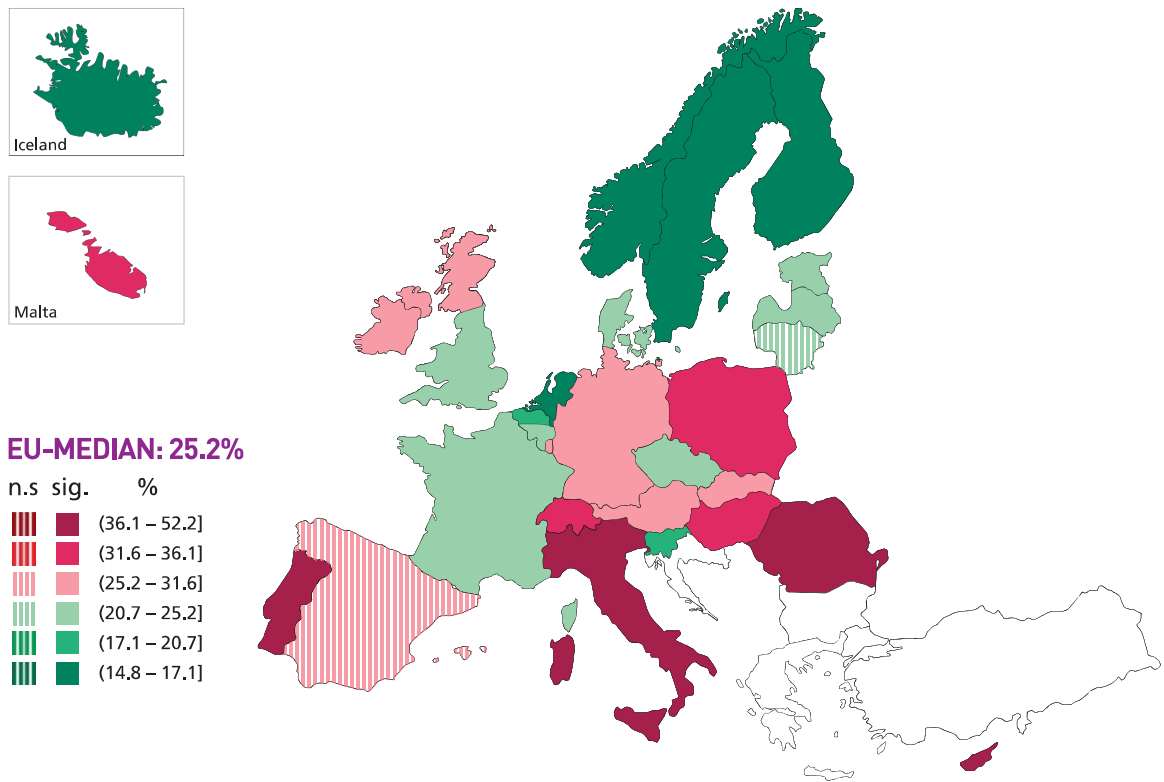 Iceland
Malta
EU-MEDIAN: 25.2%
n.s sig. %
(36.1 – 52.2]
(31.6 – 36.1]
(25.2 – 31.6]
(20.7 – 25.2]
(17.1 – 20.7]
(14.8 – 17.1]